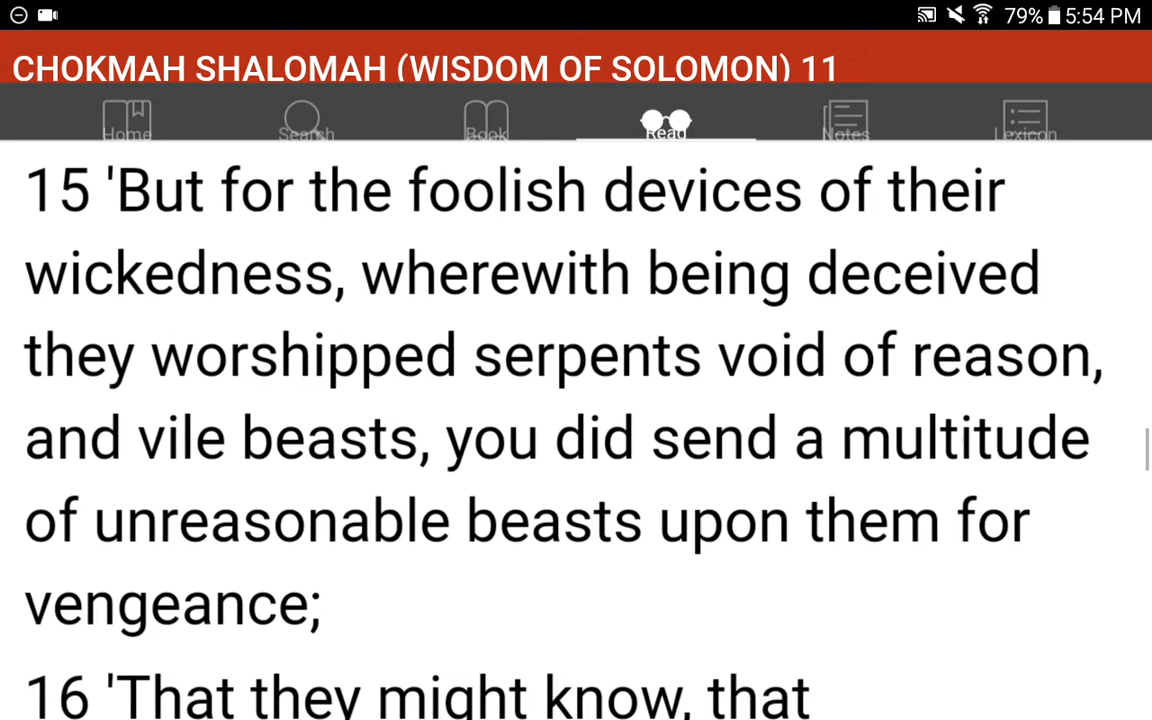 79% 5:54 PM
CHOKMAH SHALOMAH (WISDOM OF SOLOMON) 11
Home Search Book Read Notes Lexicon
15 'But for the foolish devices of their
wickedness, wherewith being deceived
they worshipped serpents void of reason,
and vile beasts, you did send a multitude
of unreasonable beasts upon them for
vengeance;
16 'That they might know, that